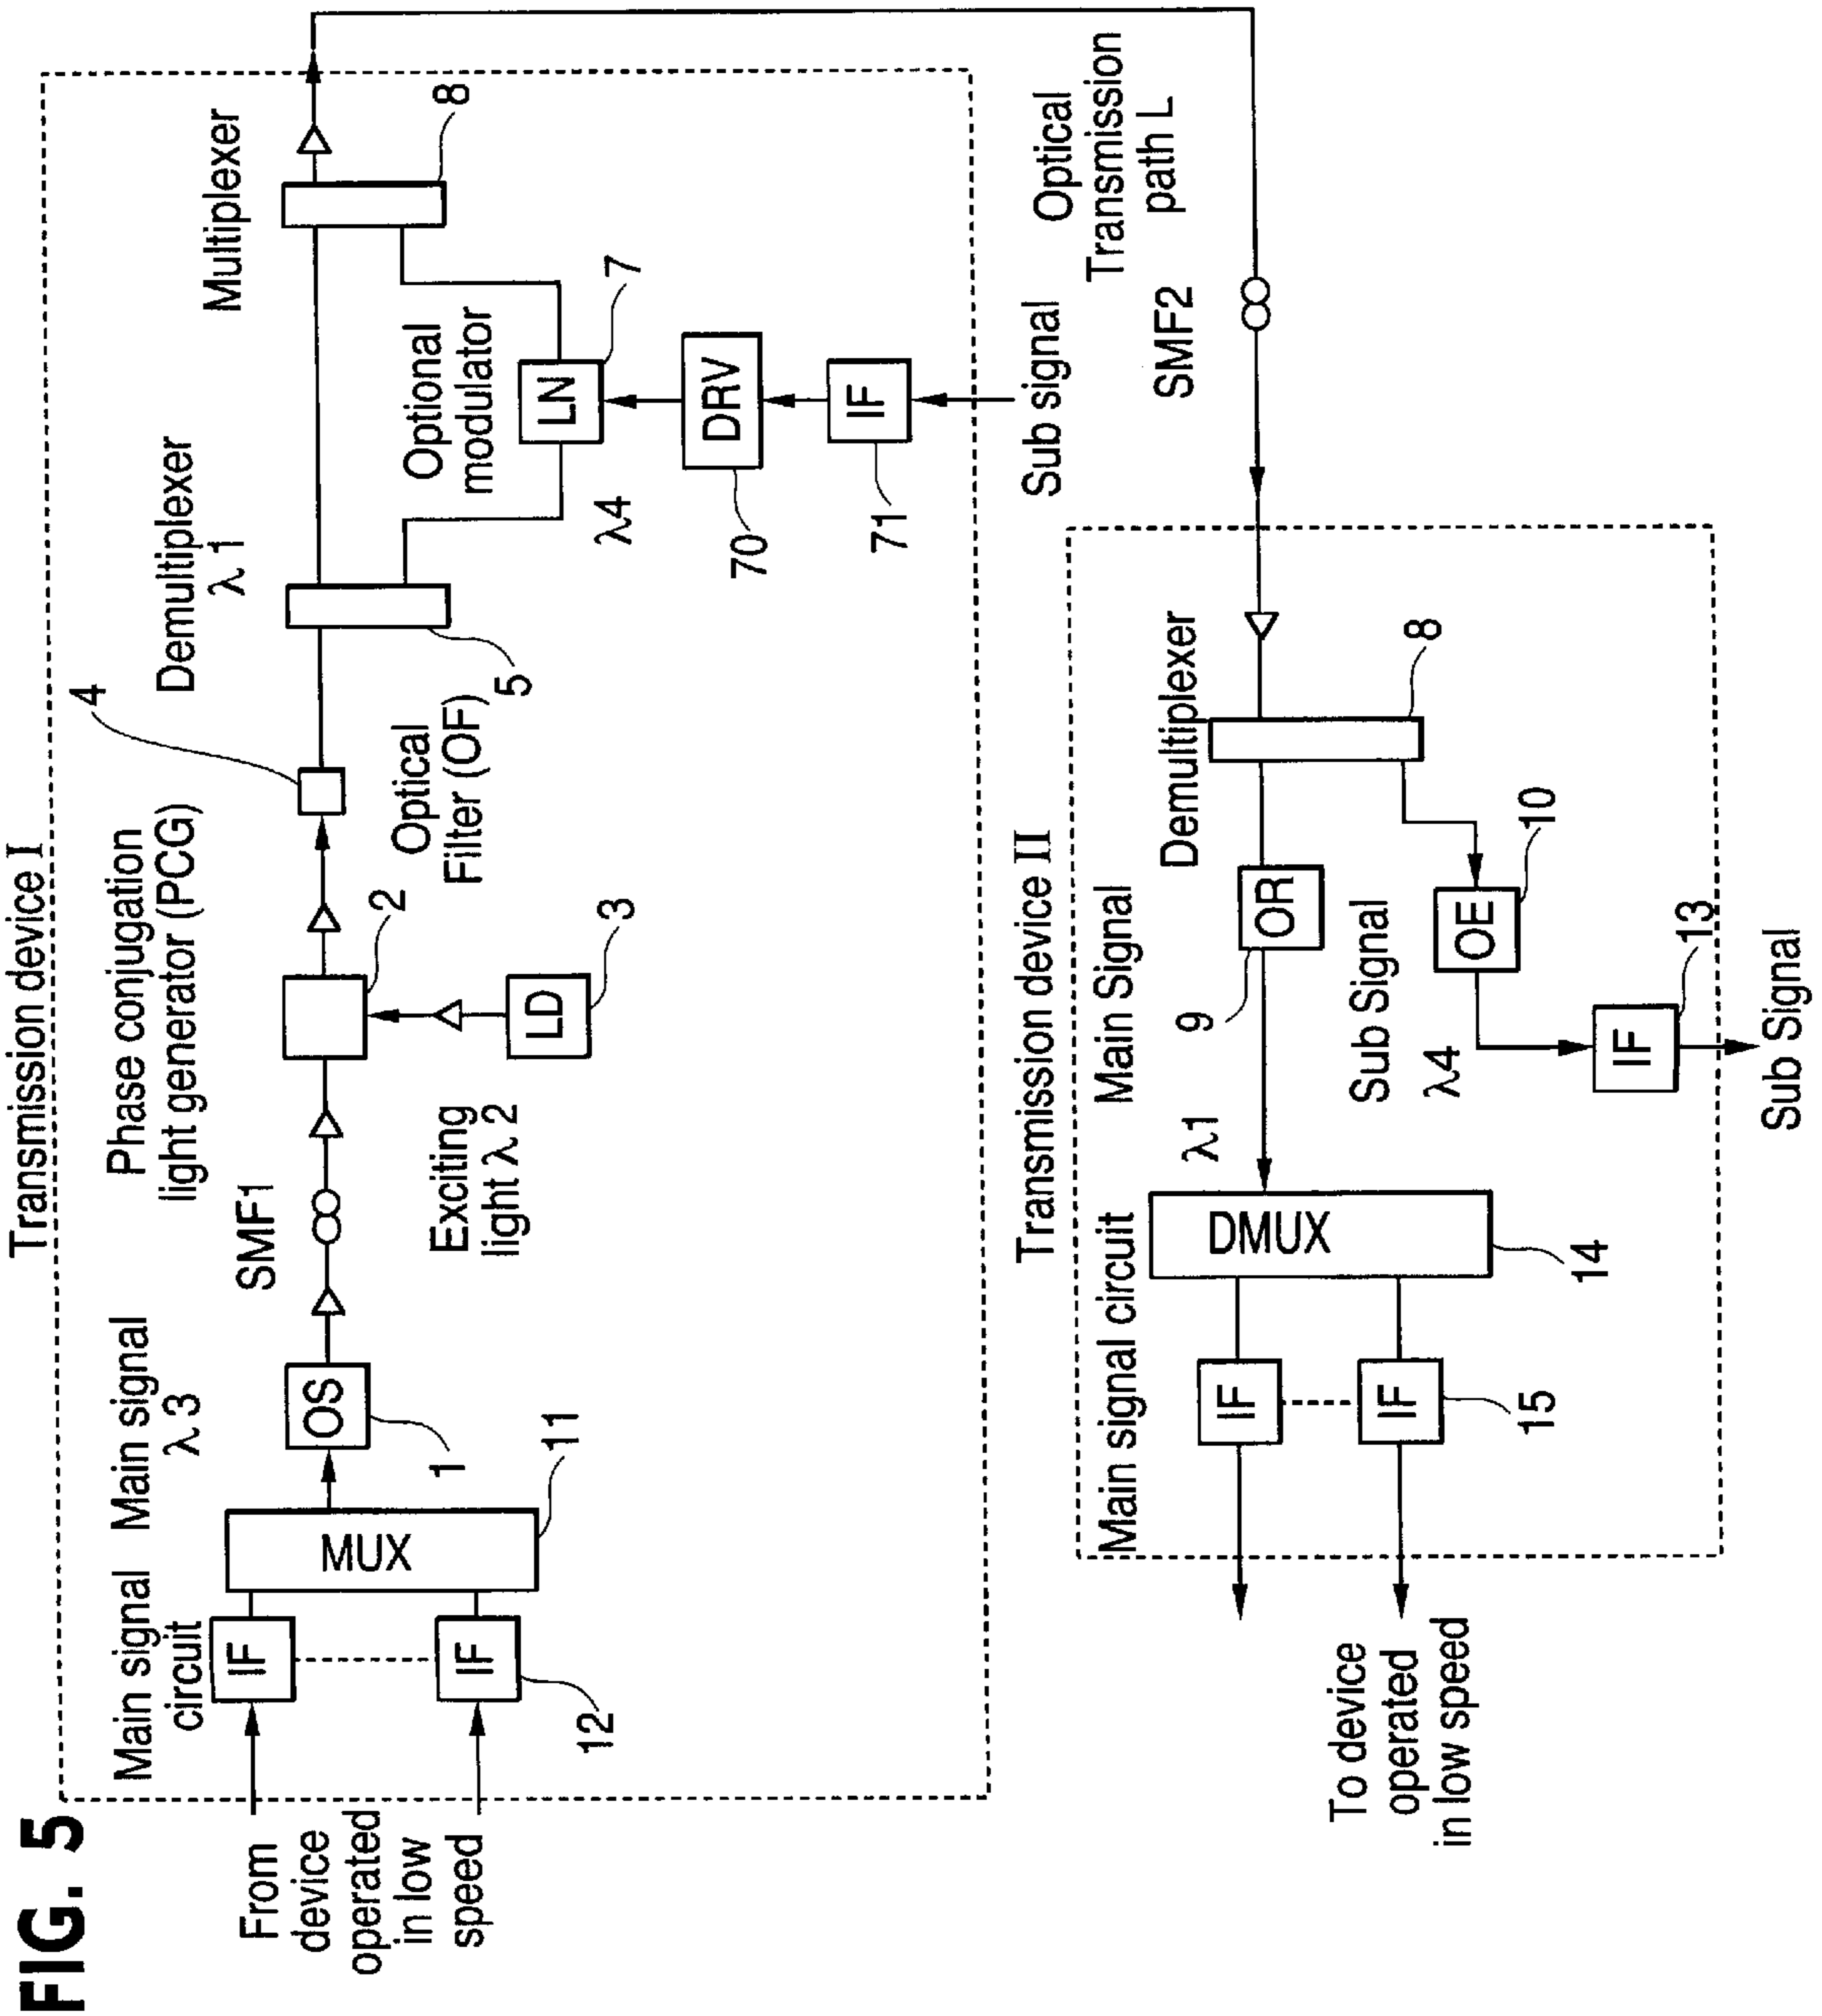 FIG. 5
Transmission device I
From
device
operated
in low
speed
Main signal
circuit
IF
IF
12
MUX
11
Main signal
λ3
OS
1
SMF1
Phase conjugation
light generator (PCG)
2
Exciting
light λ2
LD
3
4
Optical
Filter (OF)
Demultiplexer
λ1
5
Optional
modulator
λ4
LN
7
DRV
70
IF
71
Sub signal
Multiplexer
8
Optical
Transmission
path L
SMF2
Transmission device II
Demultiplexer
8
Main Signal
OR
9
λ1
Sub Signal
λ4
OE
10
IF
13
Sub Signal
Main signal circuit
DMUX
14
IF
IF
15
To device
operated
in low speed